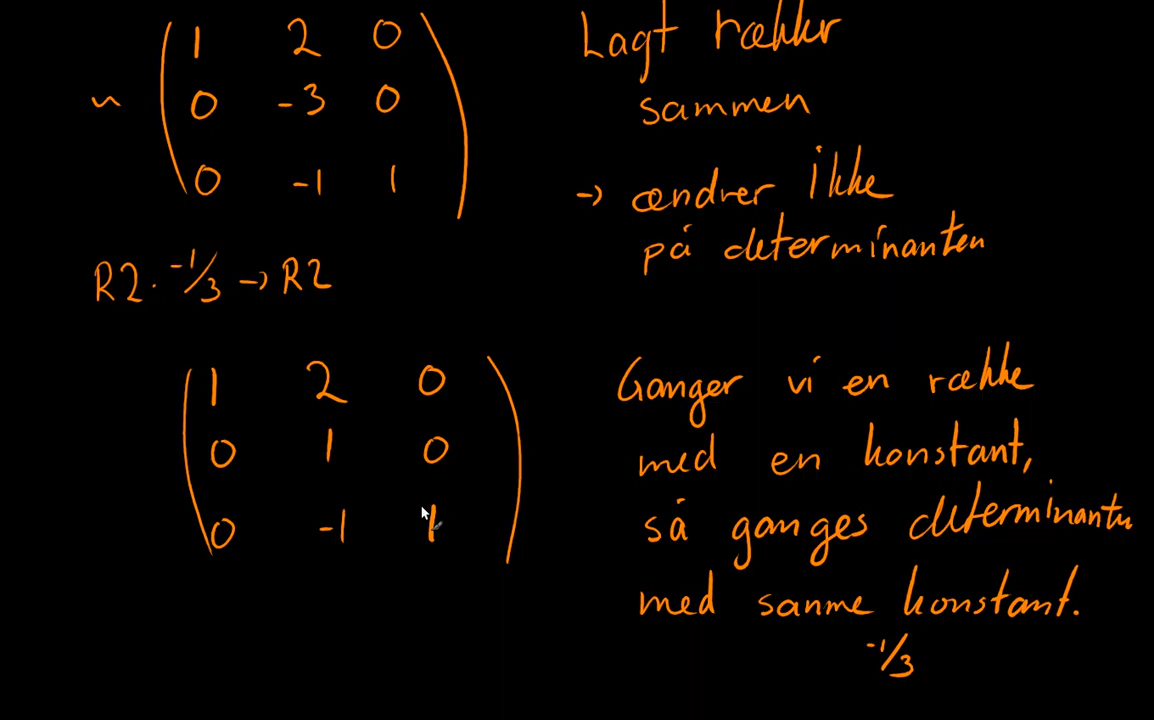 ~ ( 1 2 0 ) Lagt rækker
0 -3 0 sammen
0 -1 1 -> ændrer ikke
på determinanten
R2 · -1/3 -> R2
( 1 2 0 ) Ganger vi en række
0 1 0 med en konstant,
0 -1 1 så ganges determinanten
med samme konstant.
-1/3